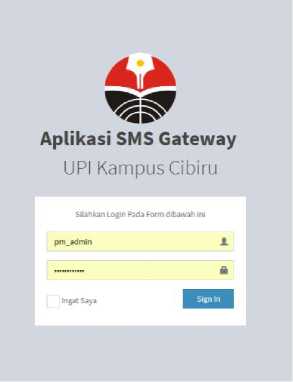 Aplikasi SMS Gateway
UPI Kampus Cibiru
Silahkan Login Pada Form dibawah ini
pm_admin
••••••••••••
Ingat Saya
Sign In